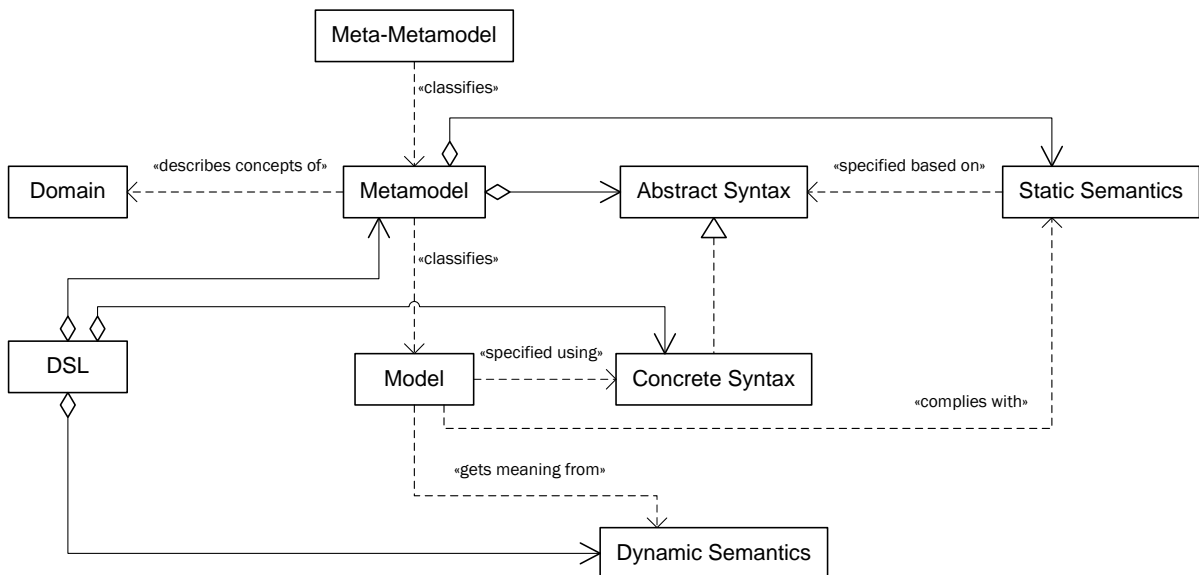 Meta-Metamodel
«classifies»
«describes concepts of»
«specified based on»
Domain
Metamodel
Abstract Syntax
Static Semantics
«classifies»
«specified using»
DSL
Model
Concrete Syntax
«complies with»
«gets meaning from»
Dynamic Semantics